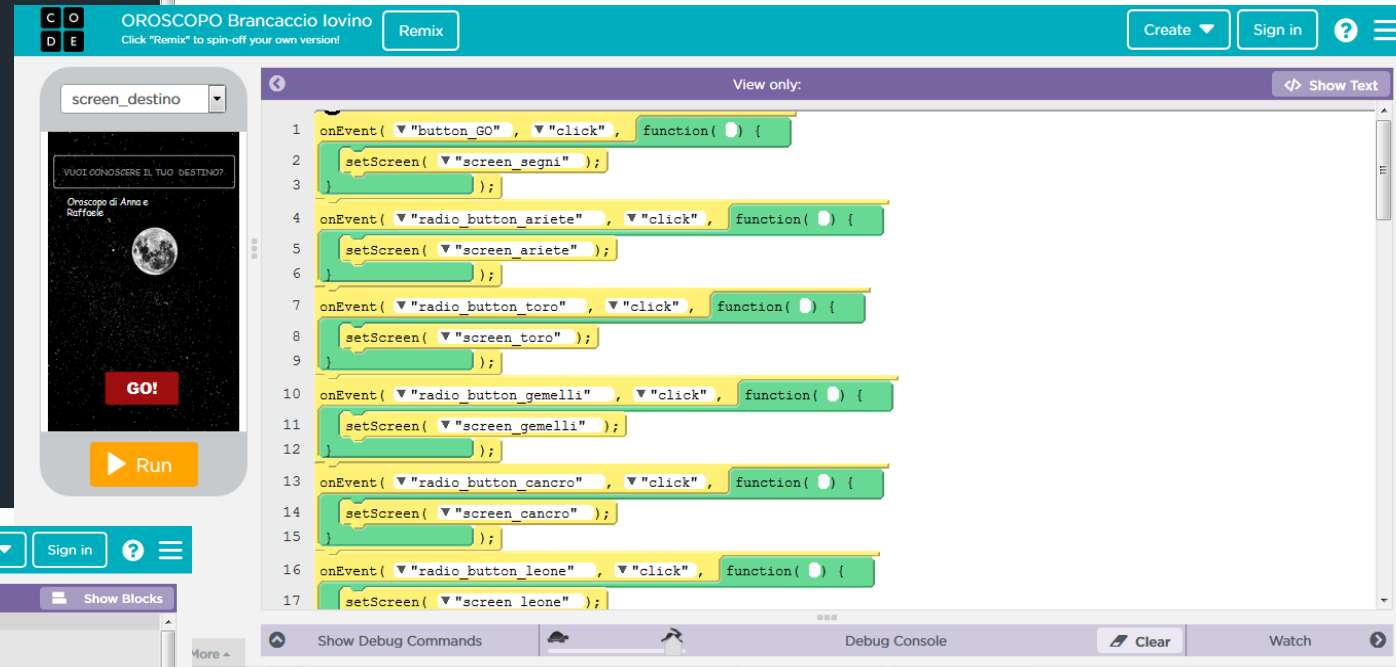 CODE
OROSCOPO Brancaccio Iovino
Click "Remix" to spin-off your own version!
Remix
Create
Sign in
?
screen_destino
View only:
</> Show Text
VUOI CONOSCERE IL TUO DESTINO?
Oroscopo di Anna e
Raffaele
GO!
Run
1 onEvent( ▼"button_GO" , ▼"click", function( ) {
2 setScreen( ▼"screen_segni" );
3 } );
4 onEvent( ▼"radio_button_ariete" , ▼"click", function( ) {
5 setScreen( ▼"screen_ariete" );
6 } );
7 onEvent( ▼"radio_button_toro" , ▼"click", function( ) {
8 setScreen( ▼"screen_toro" );
9 } );
10 onEvent( ▼"radio_button_gemelli" , ▼"click", function( ) {
11 setScreen( ▼"screen_gemelli" );
12 } );
13 onEvent( ▼"radio_button_cancro" , ▼"click", function( ) {
14 setScreen( ▼"screen_cancro" );
15 } );
16 onEvent( ▼"radio_button_leone" , ▼"click", function( ) {
17 setScreen( ▼"screen_leone" );
Show Debug Commands
Debug Console
Clear
Watch
Sign in
?
Show Blocks
More